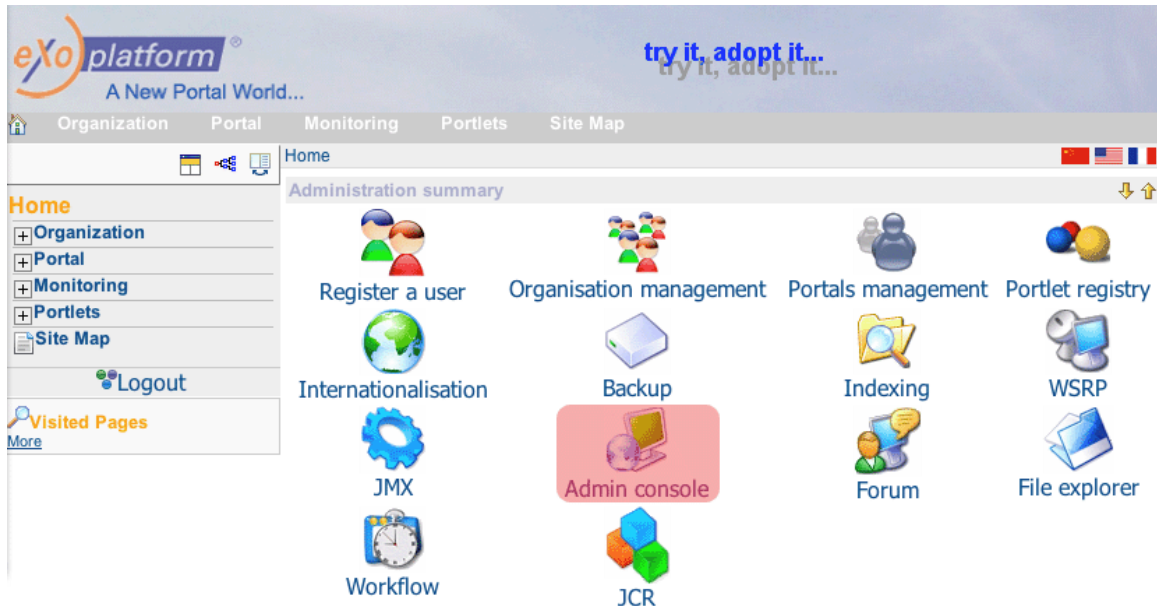 eXo platform ®
A New Portal World...
try it, adopt it...
try it, adopt it...
Organization Portal Monitoring Portlets Site Map
Home
Administration summary
Home
Organization
Portal
Monitoring
Portlets
Site Map
Logout
Visited Pages
More
Register a user Organisation management Portals management Portlet registry
Internationalisation Backup Indexing WSRP
JMX Admin console Forum File explorer
Workflow JCR